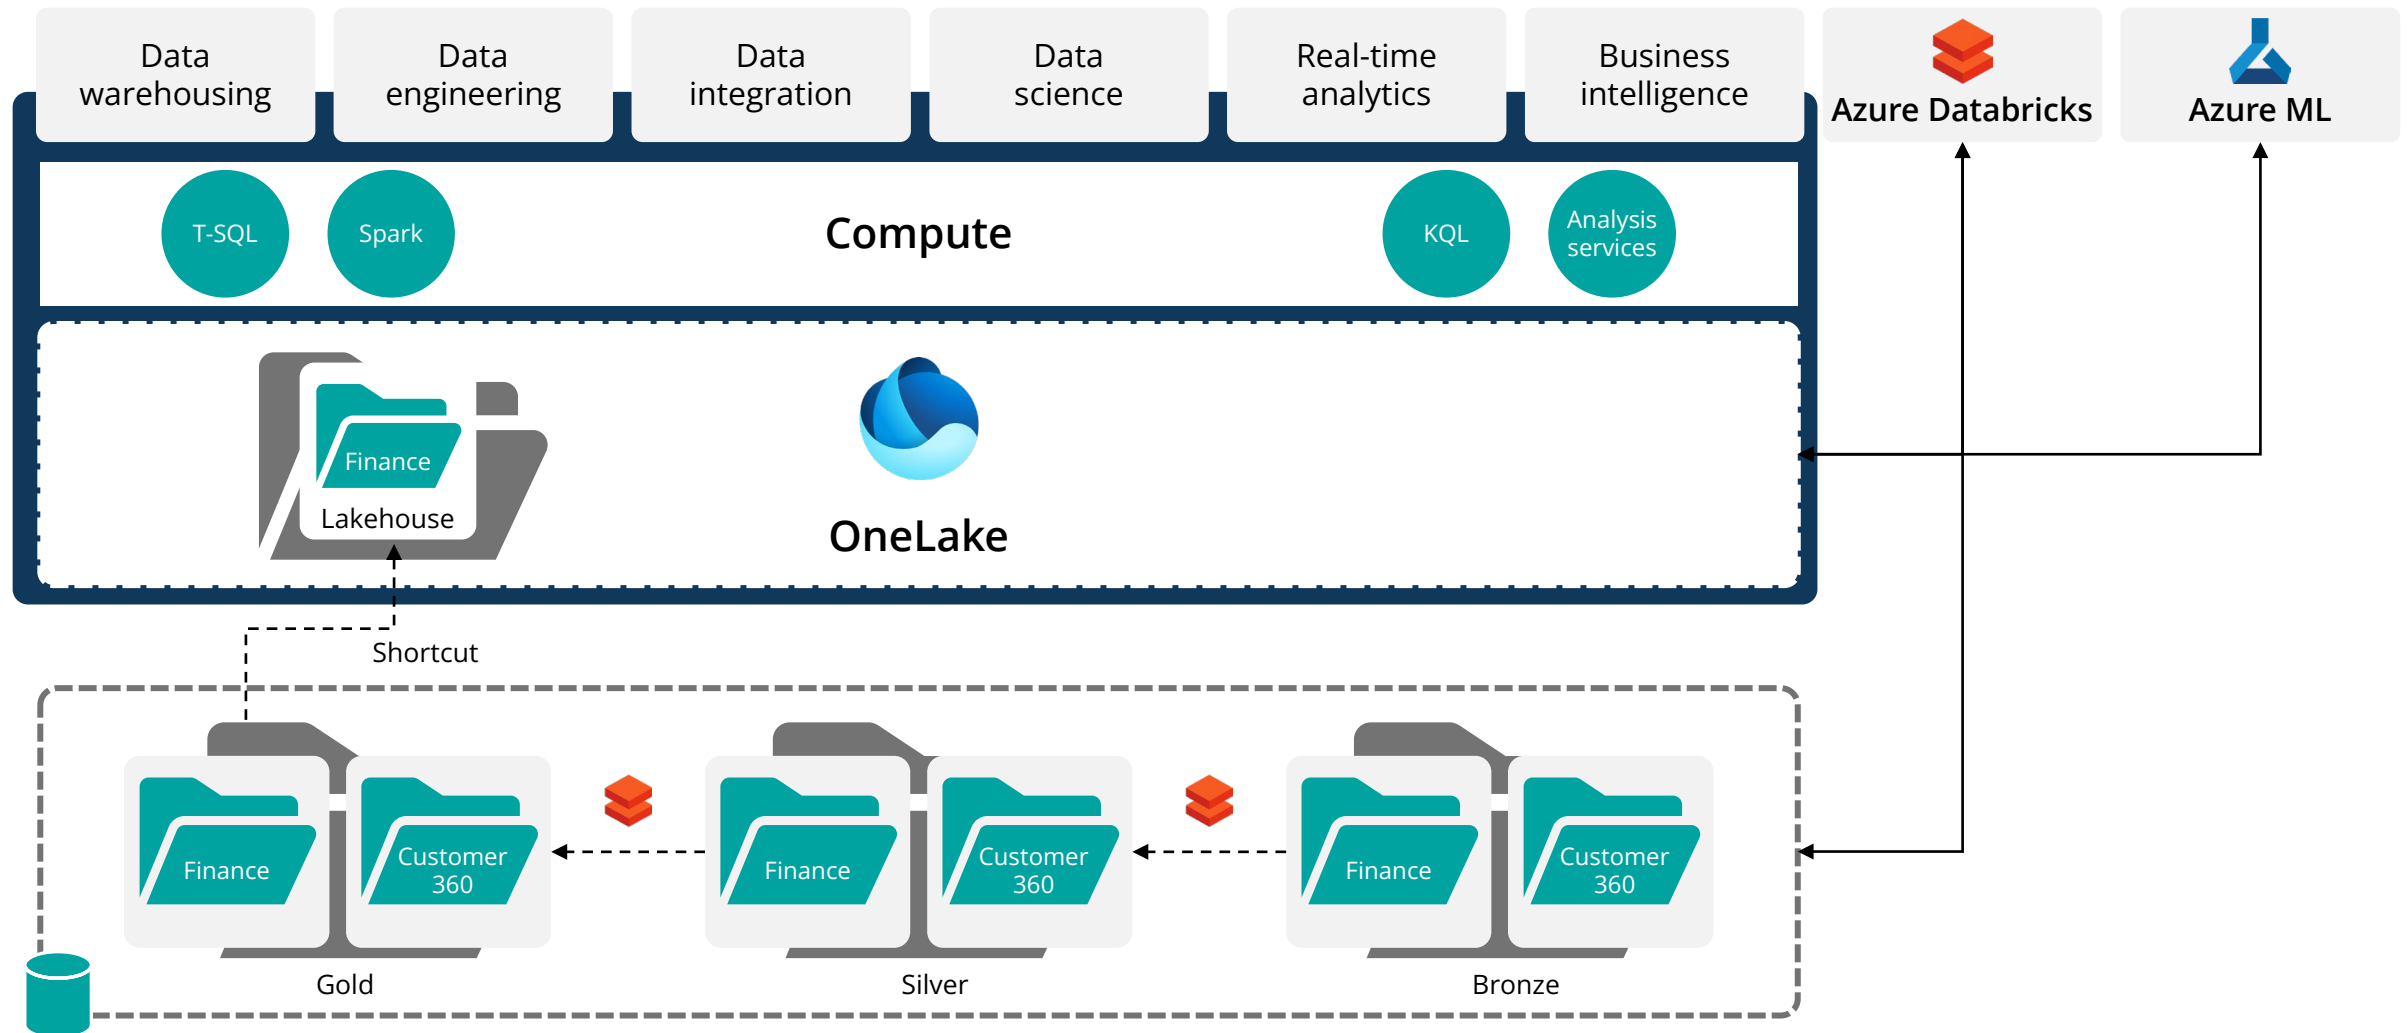 Data
warehousing
Data
engineering
Data
integration
Data
science
Real-time
analytics
Business
intelligence
Azure Databricks
Azure ML
T-SQL
Spark
Compute
KQL
Analysis
services
Finance
Lakehouse
OneLake
Shortcut
Finance
Customer
360
Finance
Customer
360
Finance
Customer
360
Gold
Silver
Bronze